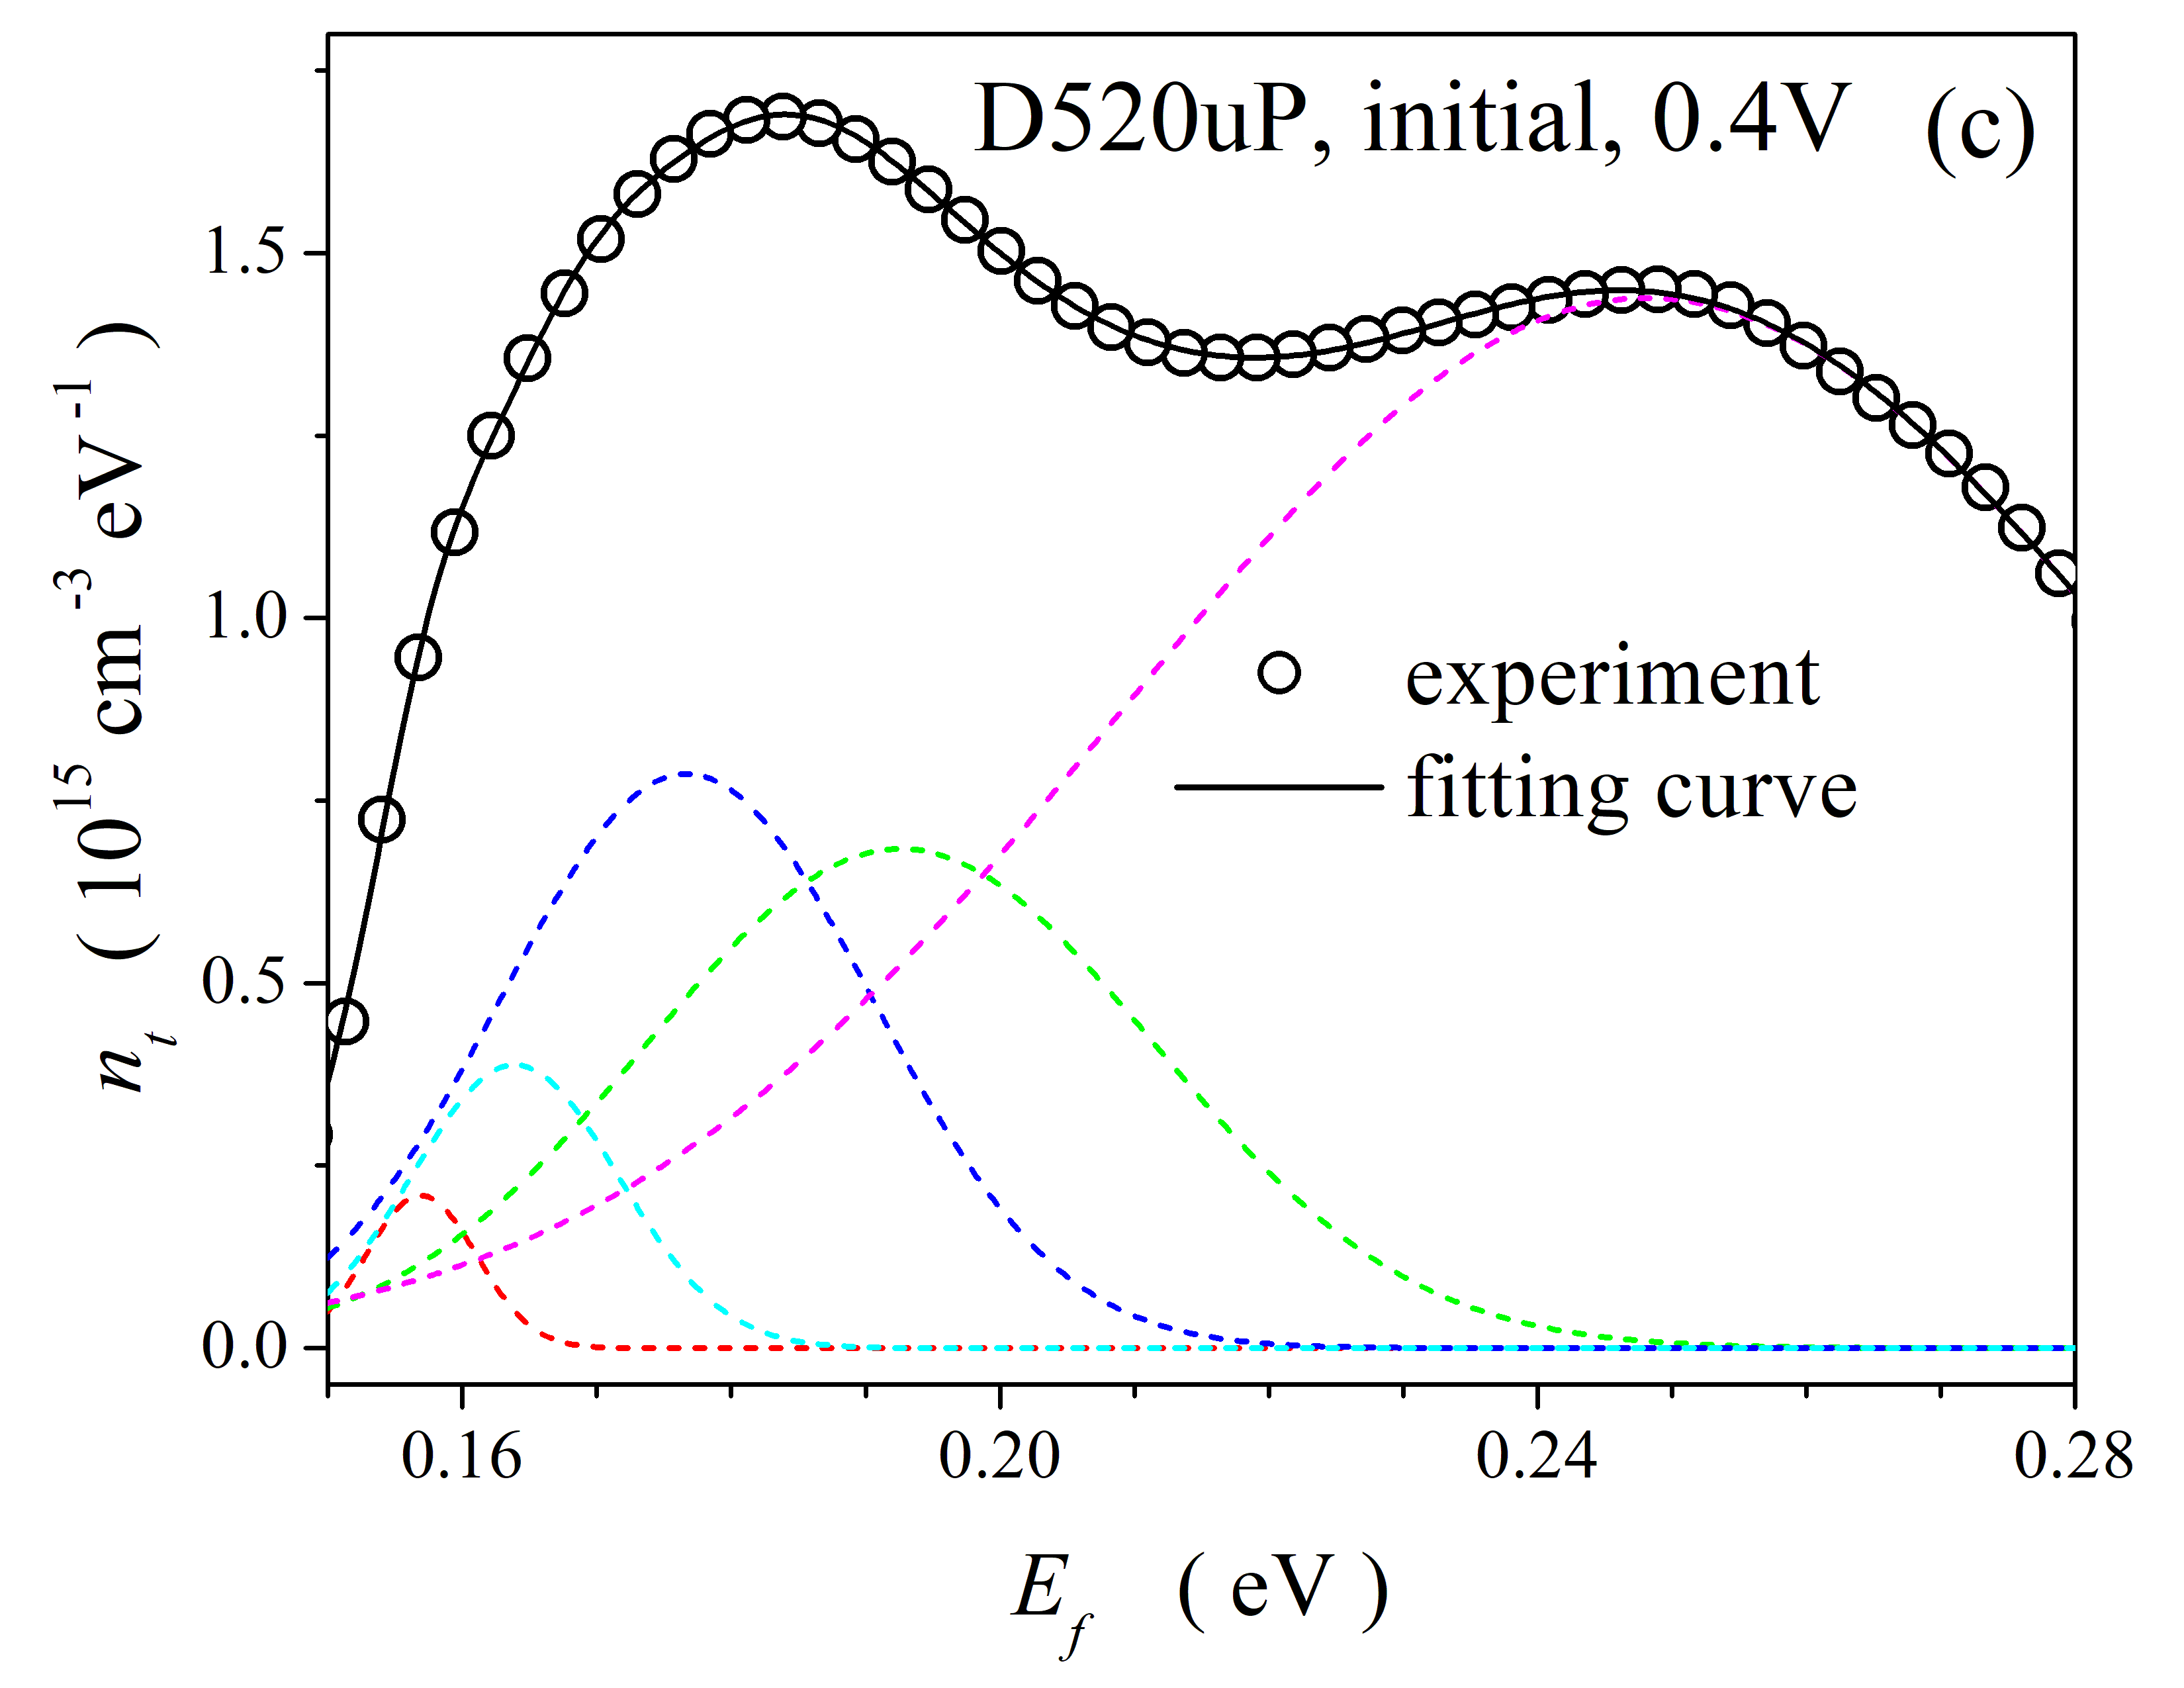 D520uP, initial, 0.4V (c)
n_t ( 10^15 cm^-3 eV^-1 )
1.5
1.0
0.5
0.0
experiment
fitting curve
0.16 0.20 0.24 0.28
E_f ( eV )